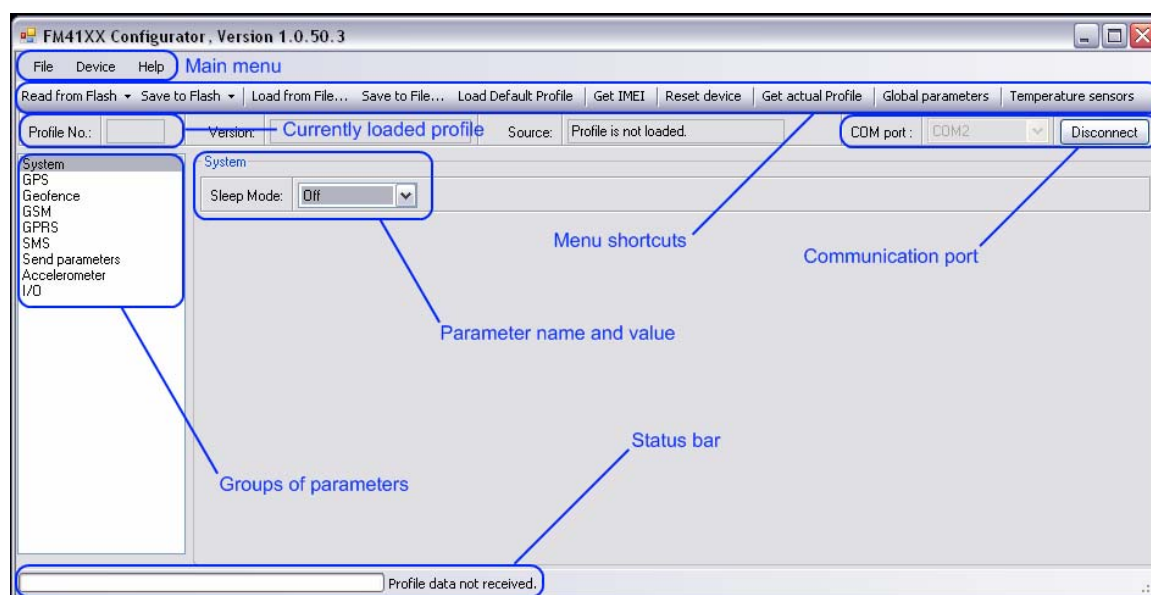 FM41XX Configurator, Version 1.0.50.3
File Device Help Main menu
Read from Flash Save to Flash Load from File... Save to File... Load Default Profile Get IMEI Reset device Get actual Profile Global parameters Temperature sensors
Profile No.: Version: Currently loaded profile Source: Profile is not loaded. COM port : COM2 Disconnect
System
GPS
Geofence
GSM
GPRS
SMS
Send parameters
Accelerometer
I/O
System
Sleep Mode: Off
Menu shortcuts
Communication port
Parameter name and value
Status bar
Groups of parameters
Profile data not received.